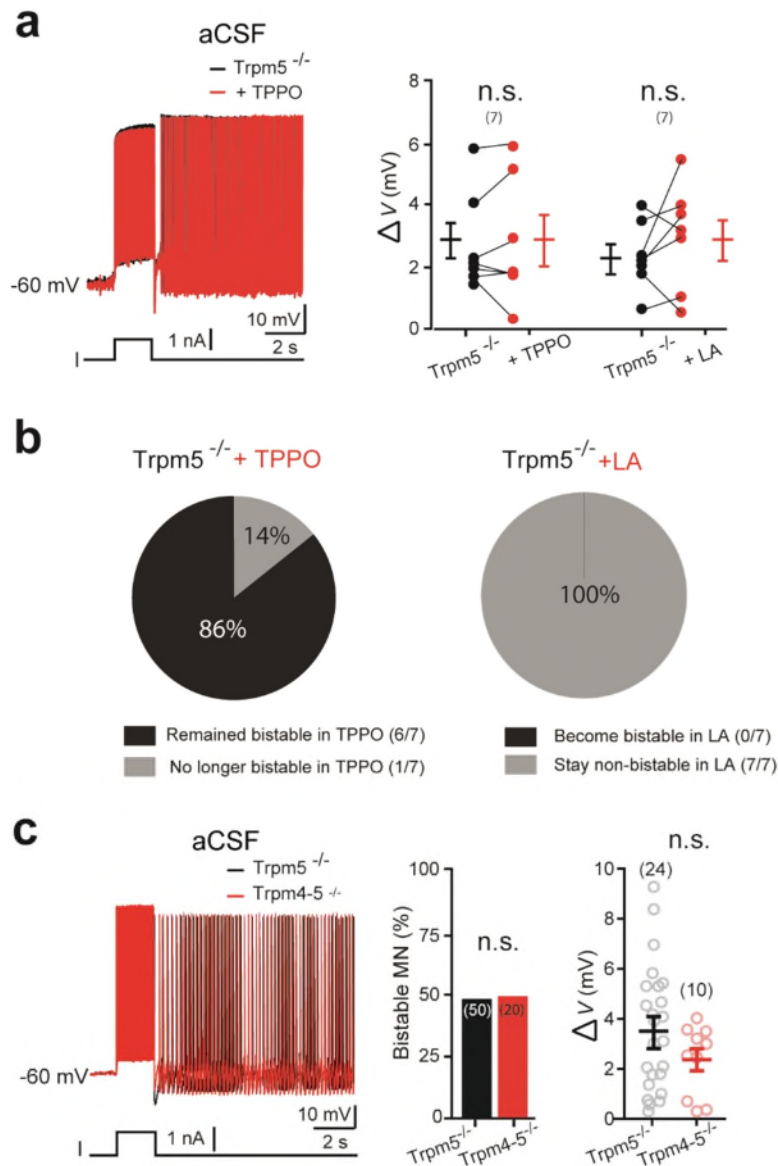 a
aCSF
Trpm5 -/-
+ TPPO
-60 mV
1 nA
10 mV
2 s
I
8
6
4
2
0
Δ V (mV)
n.s.
(7)
n.s.
(7)
Trpm5 -/-
+ TPPO
Trpm5 -/-
+ LA
b
Trpm5 -/- + TPPO
14%
86%
Remained bistable in TPPO (6/7)
No longer bistable in TPPO (1/7)
Trpm5 -/- +LA
100%
Become bistable in LA (0/7)
Stay non-bistable in LA (7/7)
c
aCSF
Trpm5 -/-
Trpm4-5 -/-
-60 mV
1 nA
10 mV
2 s
I
100
75
50
25
0
Bistable MN (%)
n.s.
(50)
(20)
Trpm5-/-
Trpm4-5-/-
n.s.
10
8
6
4
2
0
Δ V (mV)
(24)
(10)
Trpm5-/-
Trpm4-5-/-